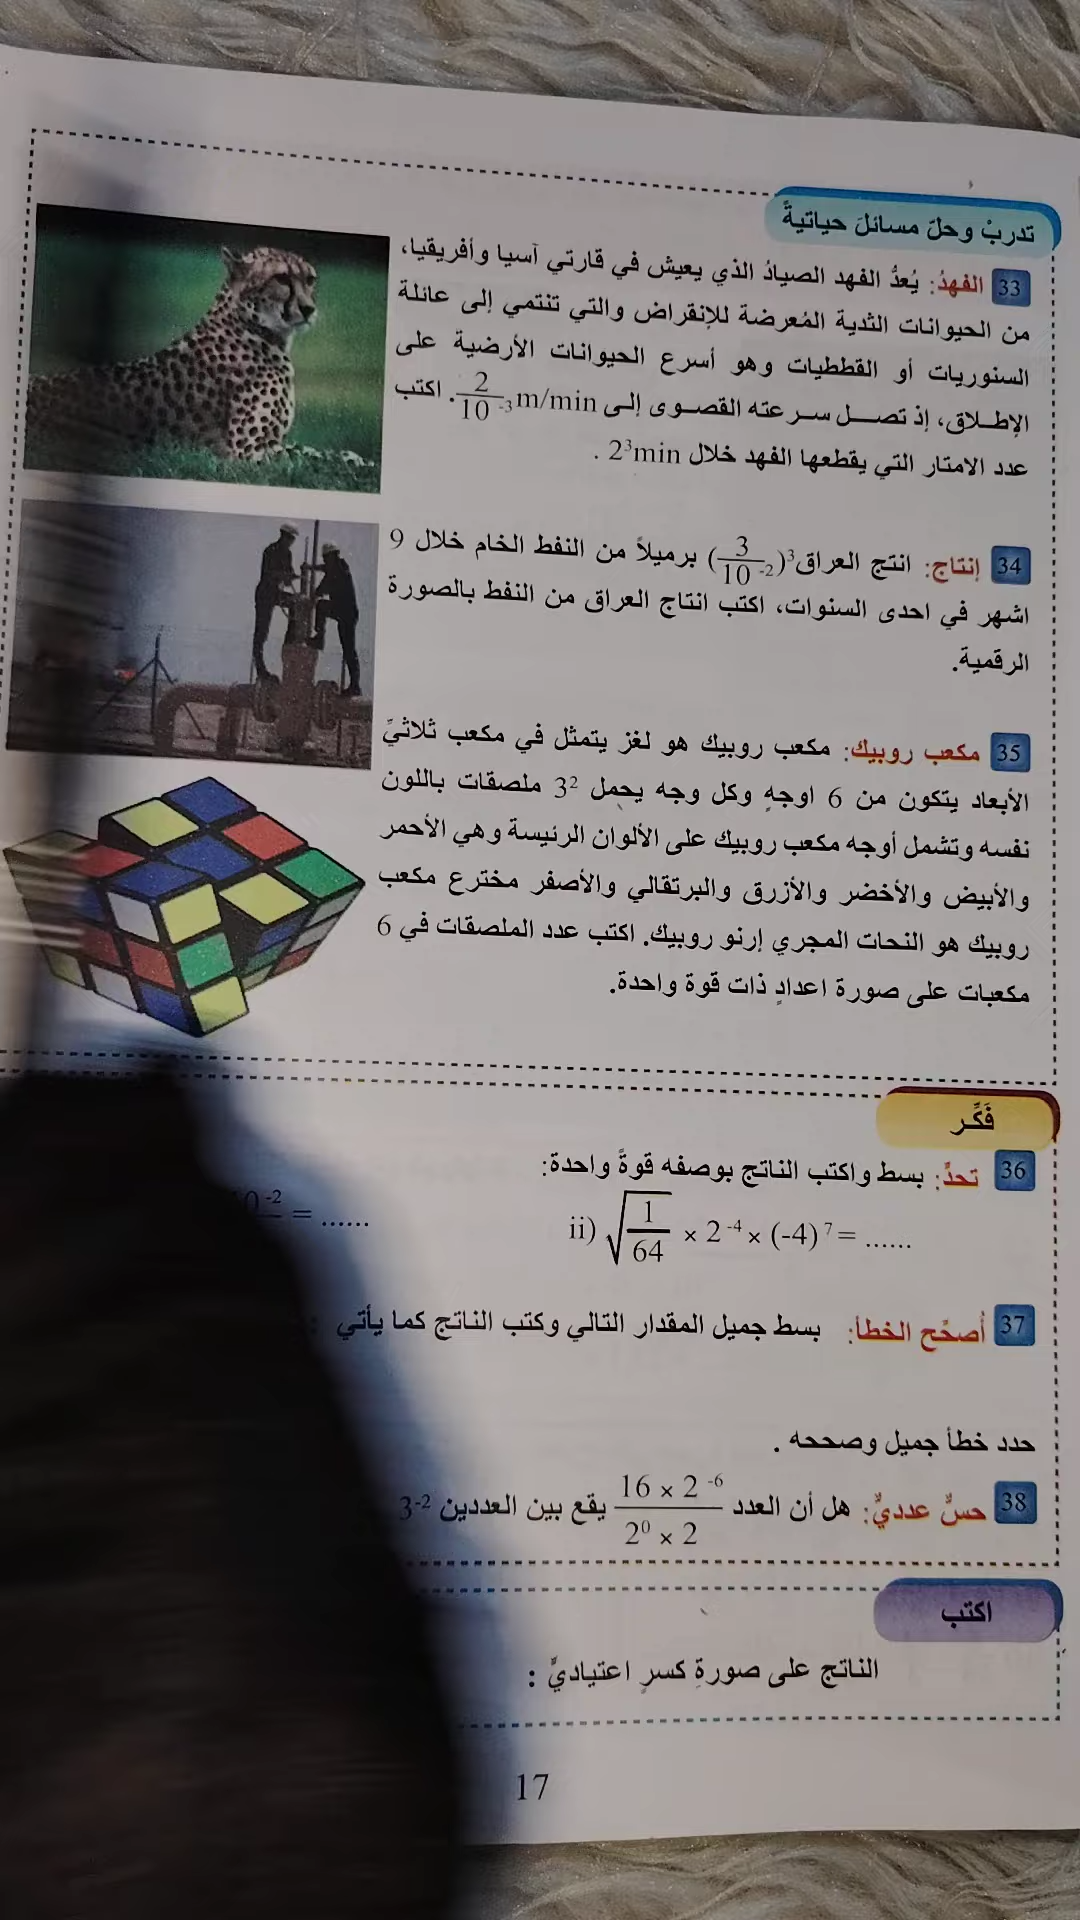 تدربْ وحلّ مسائلَ حياتيةً
33 الفهدُ: يُعدُّ الفهد الصيادُ الذي يعيش في قارتي آسيا وأفريقيا،
من الحيوانات الثدية المُعرضة للإنقراض والتي تنتمي إلى عائلة
السنوريات أو القططيات وهو أسرع الحيوانات الأرضية على
الإطلاق، إذ تصل سرعته القصوى إلى 2/10⁻³ m/min. اكتب
عدد الامتار التي يقطعها الفهد خلال 2³min .
34 إنتاج: انتج العراق (3/10⁻²)³ برميلاً من النفط الخام خلال 9
اشهر في احدى السنوات، اكتب انتاج العراق من النفط بالصورة
الرقمية.
35 مكعب روبيك: مكعب روبيك هو لغز يتمثل في مكعب ثلاثيِّ
الأبعاد يتكون من 6 اوجهٍ وكل وجه يحمل 3² ملصقات باللون
نفسه وتشمل أوجه مكعب روبيك على الألوان الرئيسة وهي الأحمر
والأبيض والأخضر والأزرق والبرتقالي والأصفر مخترع مكعب
روبيك هو النحات المجري إرنو روبيك. اكتب عدد الملصقات في 6
مكعبات على صورة اعدادٍ ذات قوة واحدة.
فَكِّر
36 تحدٍّ: بسط واكتب الناتج بوصفه قوةً واحدة:
ii) √(1/64) × 2⁻⁴ × (-4)⁷ = ......
⁻² = ......
37 أُصحِّح الخطأ: بسط جميل المقدار التالي وكتب الناتج كما يأتي :
حدد خطأ جميل وصححه .
38 حسٌّ عدديٌّ: هل أن العدد (16 × 2⁻⁶)/(2⁰ × 2) يقع بين العددين 3⁻²
اكتب
الناتج على صورةِ كسرٍ اعتياديٍّ :
17